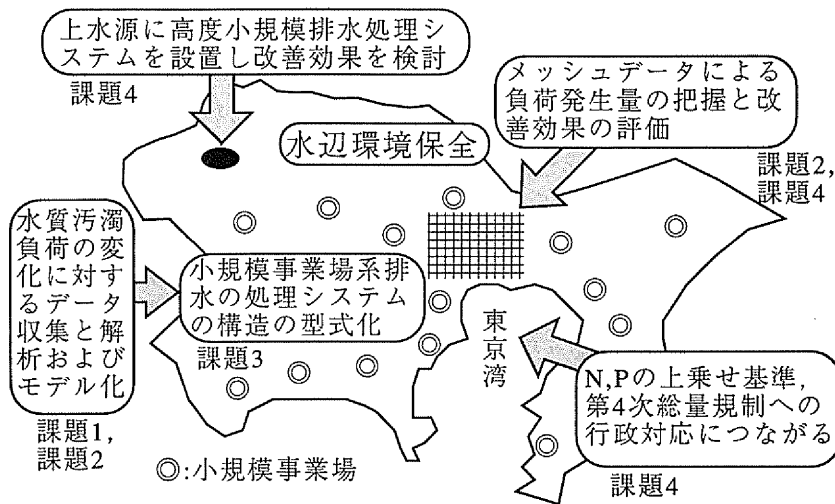 上水源に高度小規模排水処理シ
ステムを設置し改善効果を検討
課題4
メッシュデータによる
負荷発生量の把握と改
善効果の評価
課題2,
課題4
水辺環境保全
水質汚濁
負荷の変
化に対す
るデータ
収集と解
析および
モデル化
課題1,
課題2
小規模事業場系排
水の処理システム
の構造の型式化
課題3
東京湾
N,Pの上乗せ基準,
第4次総量規制への
行政対応につながる
課題4
◎:小規模事業場